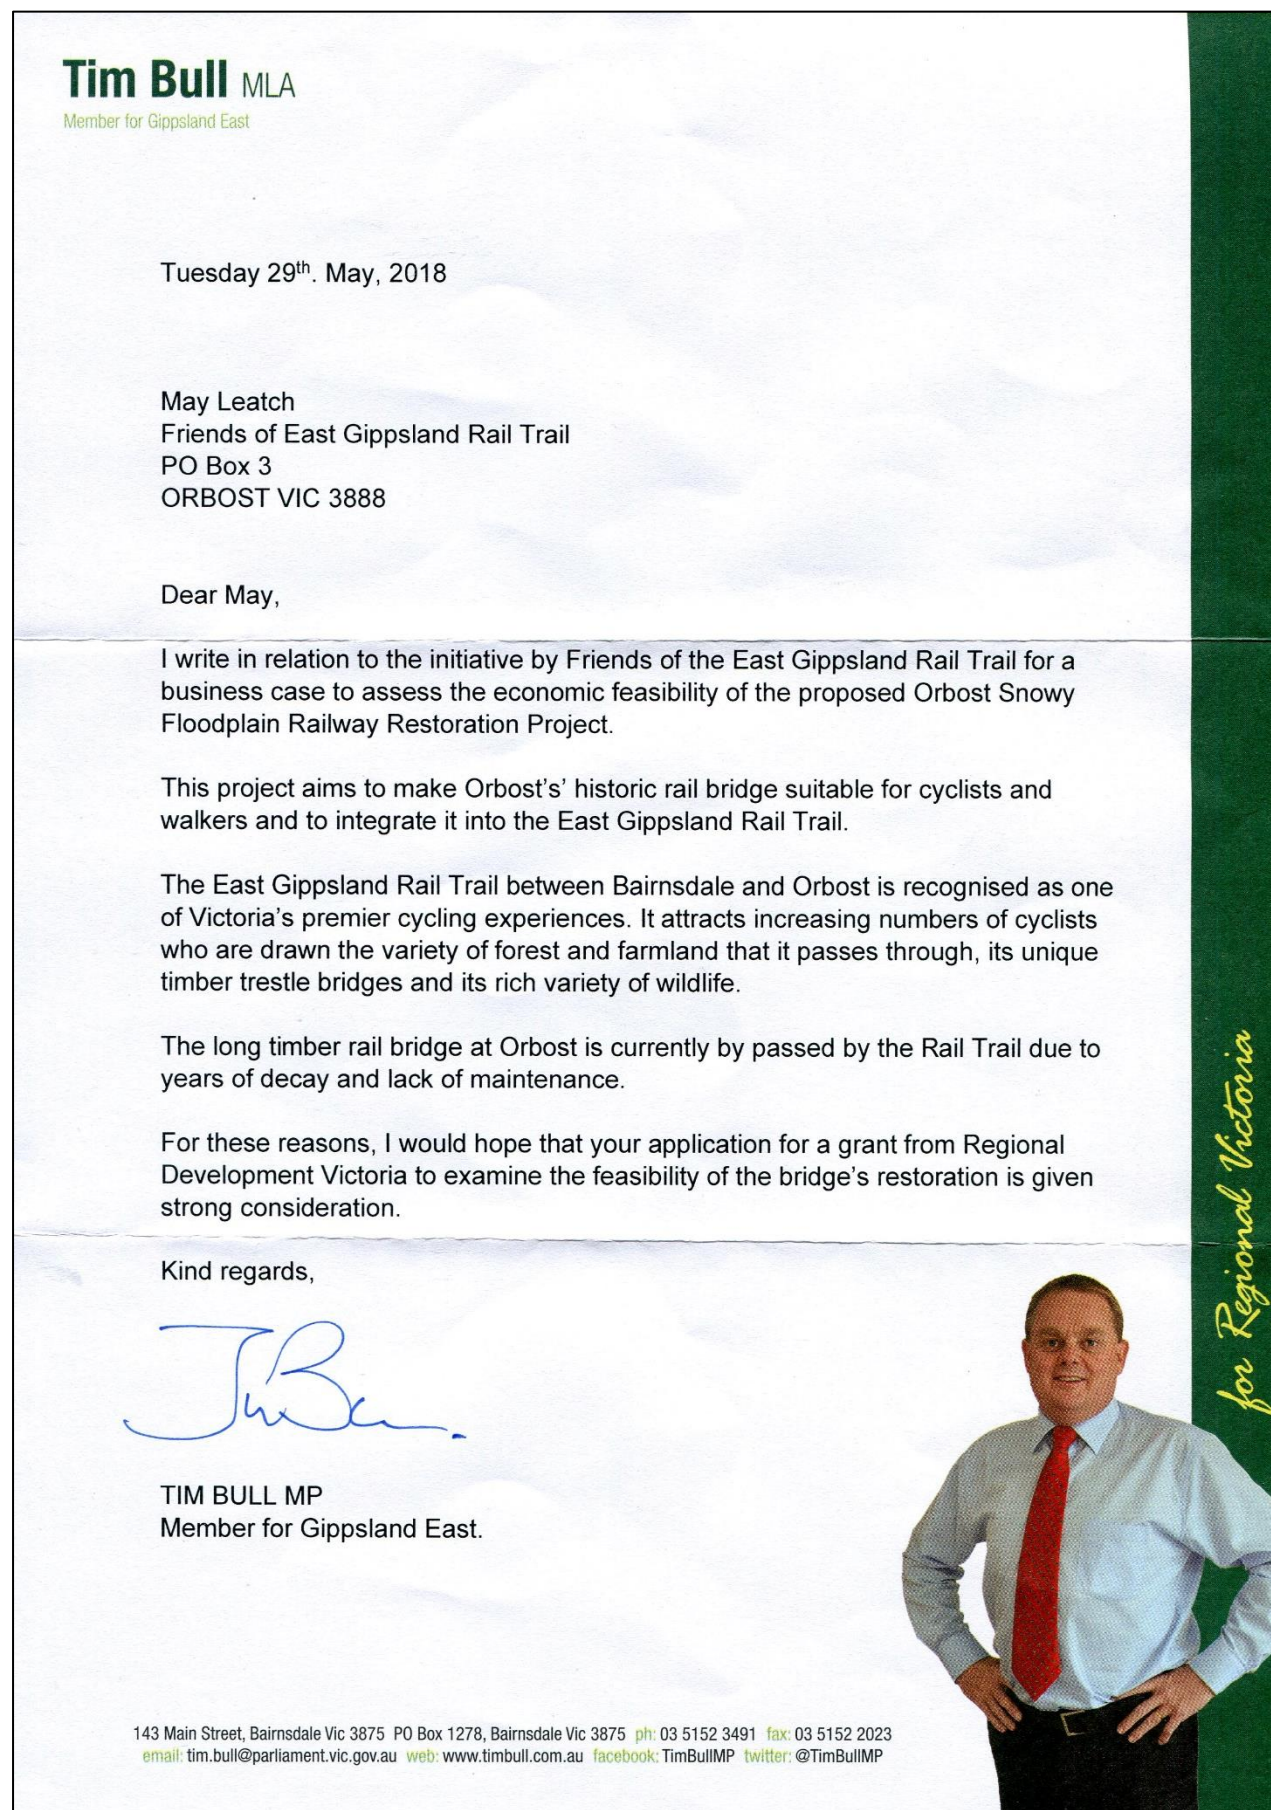 Tim Bull MLA
Member for Gippsland East
Tuesday 29th. May, 2018
May Leatch
Friends of East Gippsland Rail Trail
PO Box 3
ORBOST VIC 3888
Dear May,
I write in relation to the initiative by Friends of the East Gippsland Rail Trail for a
business case to assess the economic feasibility of the proposed Orbost Snowy
Floodplain Railway Restoration Project.
This project aims to make Orbost's' historic rail bridge suitable for cyclists and
walkers and to integrate it into the East Gippsland Rail Trail.
The East Gippsland Rail Trail between Bairnsdale and Orbost is recognised as one
of Victoria's premier cycling experiences. It attracts increasing numbers of cyclists
who are drawn the variety of forest and farmland that it passes through, its unique
timber trestle bridges and its rich variety of wildlife.
The long timber rail bridge at Orbost is currently by passed by the Rail Trail due to
years of decay and lack of maintenance.
For these reasons, I would hope that your application for a grant from Regional
Development Victoria to examine the feasibility of the bridge's restoration is given
strong consideration.
Kind regards,
TIM BULL MP
Member for Gippsland East.
for Regional Victoria
143 Main Street, Bairnsdale Vic 3875 PO Box 1278, Bairnsdale Vic 3875 ph: 03 5152 3491 fax: 03 5152 2023
email: tim.bull@parliament.vic.gov.au web: www.timbull.com.au facebook: TimBullMP twitter: @TimBullMP